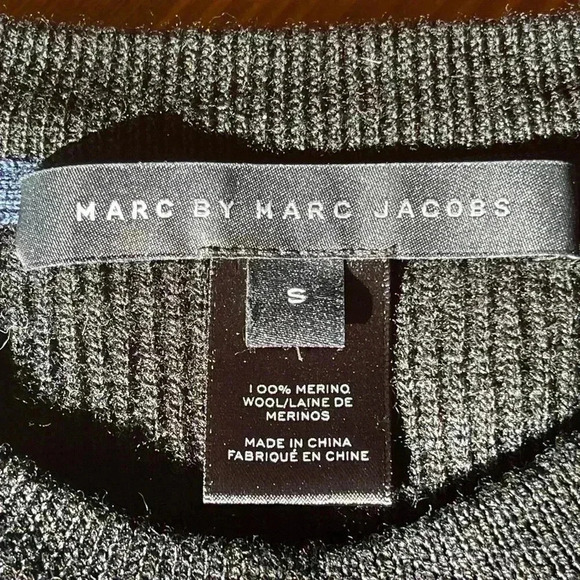 MARC BY MARC JACOBS
S
100% MERINO
WOOL/LAINE DE
MERINOS
MADE IN CHINA
FABRIQUÉ EN CHINE